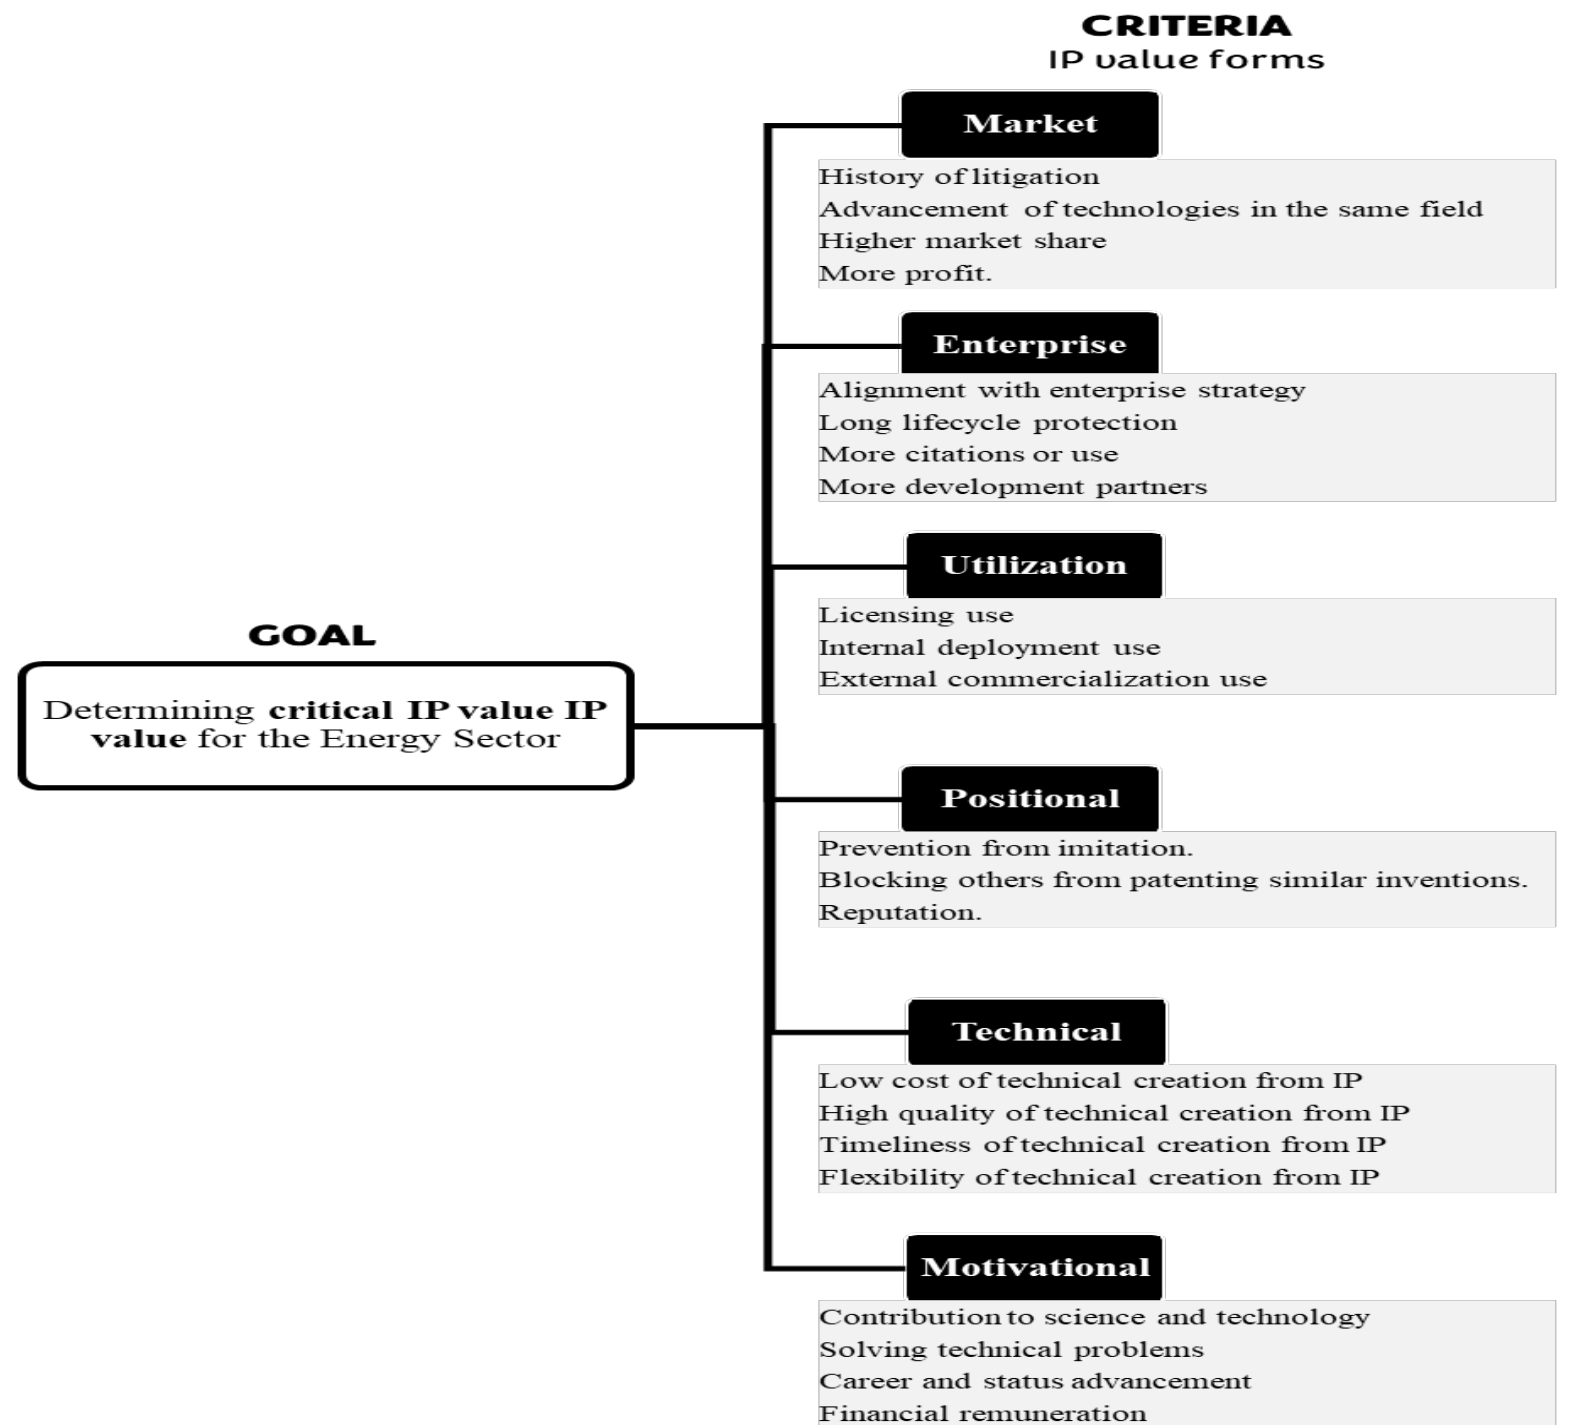 CRITERIA
IP value forms
Market
History of litigation
Advancement of technologies in the same field
Higher market share
More profit.
Enterprise
Alignment with enterprise strategy
Long lifecycle protection
More citations or use
More development partners
Utilization
Licensing use
Internal deployment use
External commercialization use
GOAL
Determining critical IP value IP
value for the Energy Sector
Positional
Prevention from imitation.
Blocking others from patenting similar inventions.
Reputation.
Technical
Low cost of technical creation from IP
High quality of technical creation from IP
Timeliness of technical creation from IP
Flexibility of technical creation from IP
Motivational
Contribution to science and technology
Solving technical problems
Career and status advancement
Financial remuneration